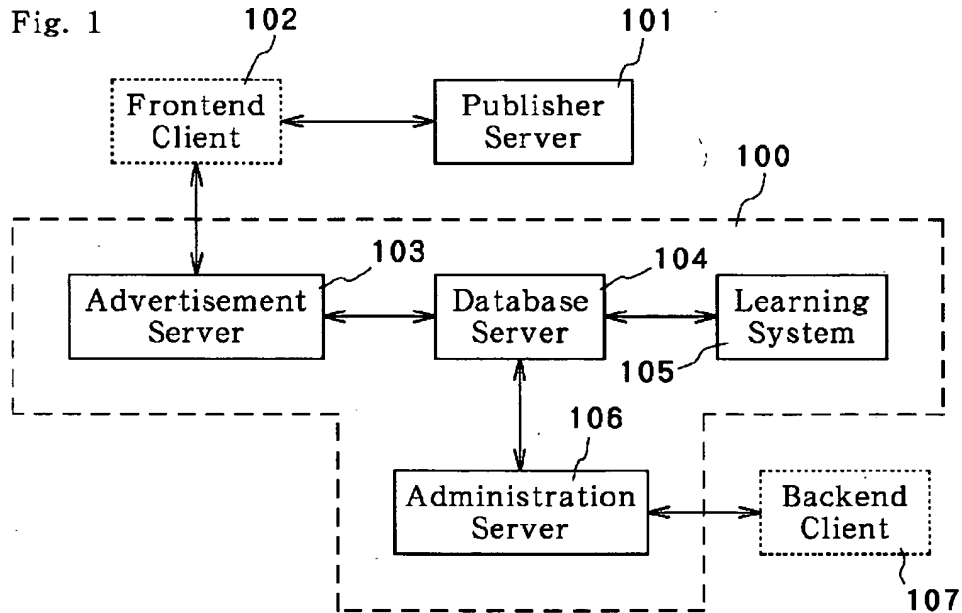 Fig. 1
102
101
Frontend
Client
Publisher
Server
100
103
104
Advertisement
Server
Database
Server
Learning
System
105
106
Administration
Server
Backend
Client
107